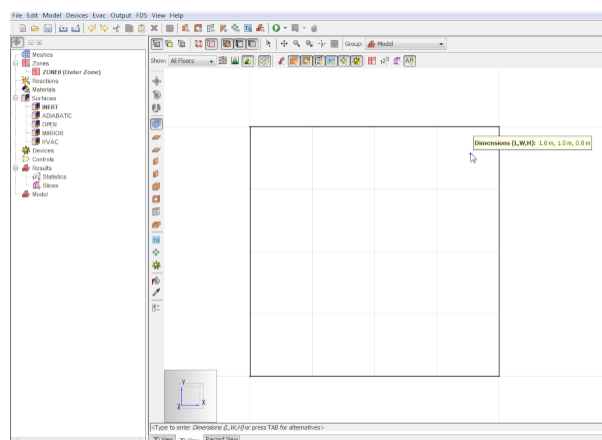 File Edit Model Devices Evac Output FDS View Help
Group: Model
Show: All Floors
Meshes
Zones
ZONE0 (Outer Zone)
Reactions
Materials
Surfaces
INERT
ADIABATIC
OPEN
MIRROR
HVAC
Devices
Controls
Results
Statistics
Slices
Model
Dimensions (L,W,H): 1.0 m, 1.0 m, 0.0 m
Y
Z X
<Type to enter Dimensions (L,W,H) or press TAB for alternatives>
3D View 2D View Record View